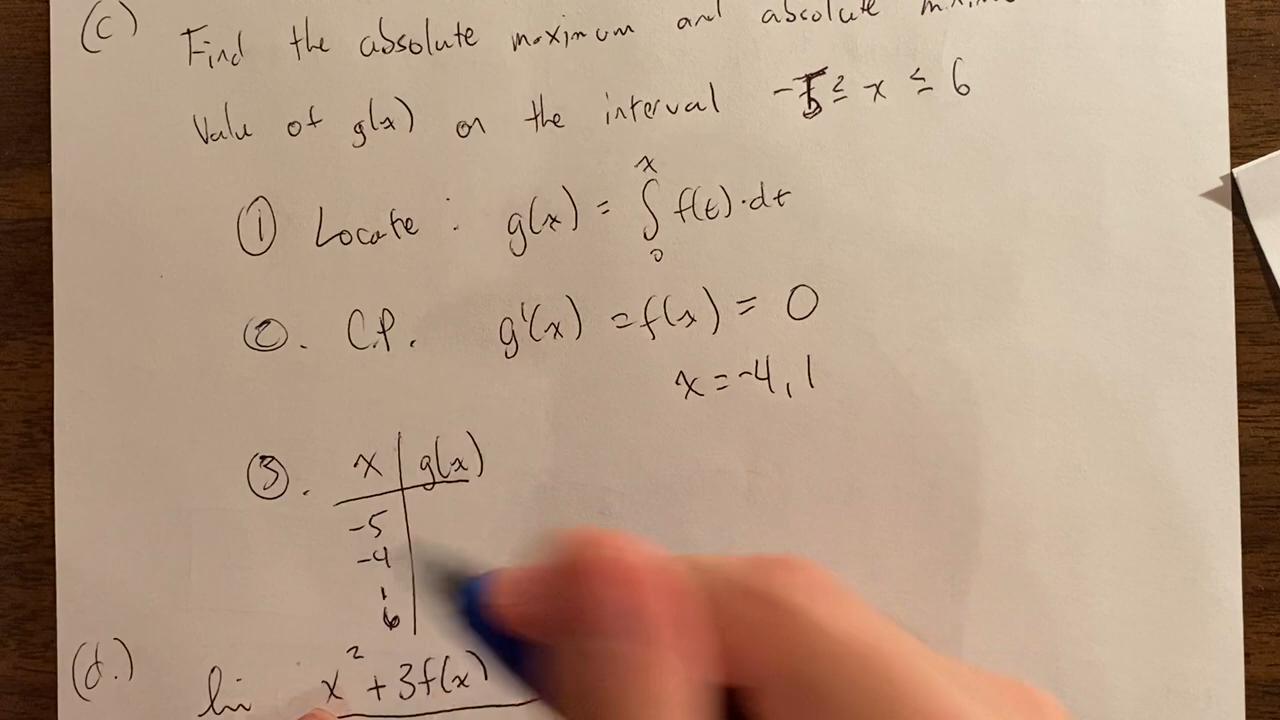 (c) Find the absolute maximum and absolute
Value of g(x) on the interval -5 ≤ x ≤ 6
① Locate : g(x) = ∫₀ˣ f(t)·dt
②. C.P. g'(x) = f(x) = 0
x = -4, 1
③. x | g(x)
-5
-4
1
6
(d.) x² + 3f(x)